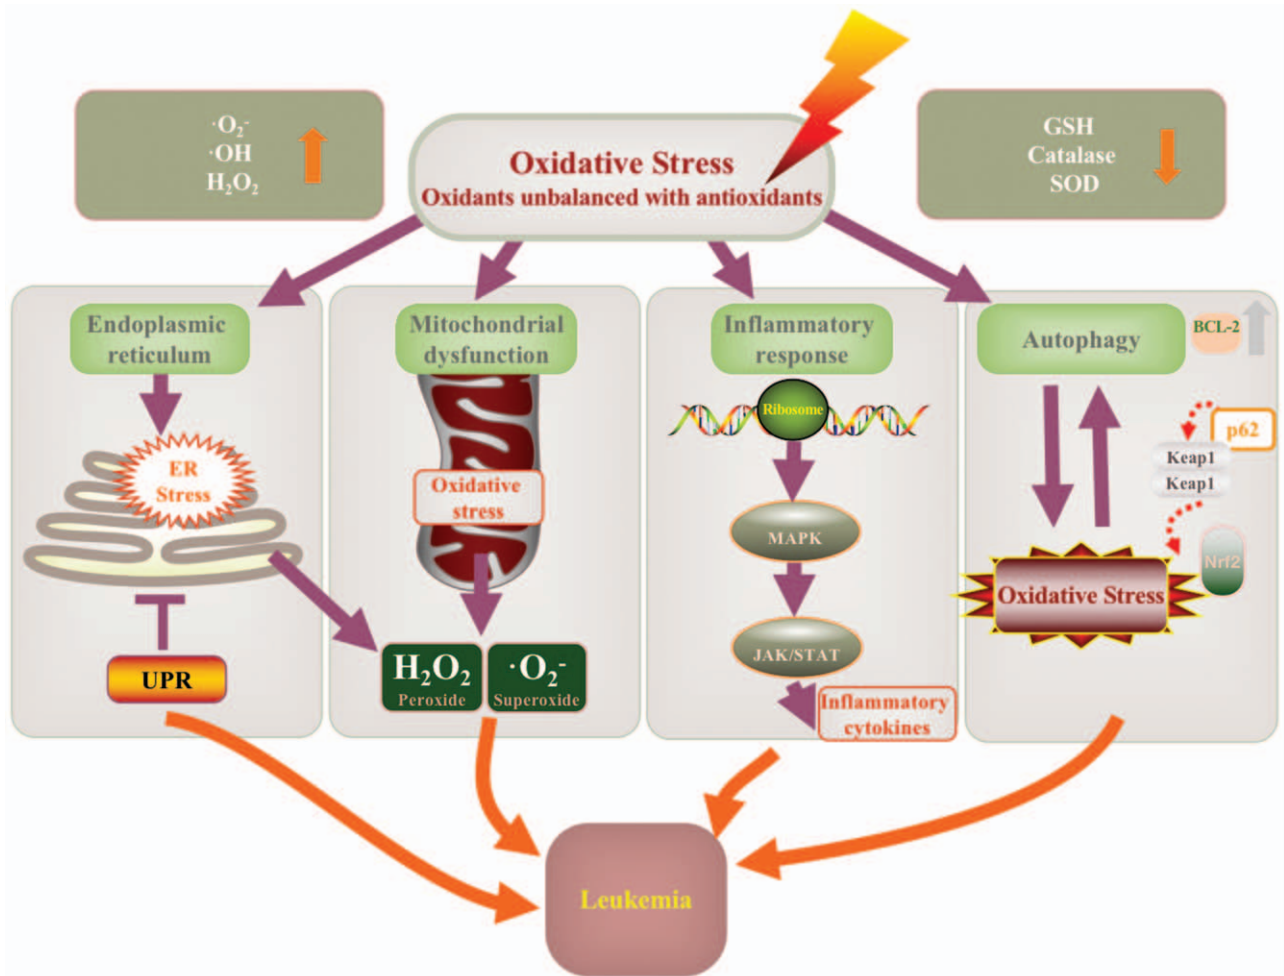 ·O₂⁻
·OH
H₂O₂
Oxidative Stress
Oxidants unbalanced with antioxidants
GSH
Catalase
SOD
Endoplasmic
reticulum
ER
Stress
UPR
Mitochondrial
dysfunction
Oxidative
stress
H₂O₂
Peroxide
·O₂⁻
Superoxide
Inflammatory
response
Ribosome
MAPK
JAK/STAT
Inflammatory
cytokines
Autophagy
BCL-2
p62
Keap1
Keap1
Nrf2
Oxidative Stress
Leukemia